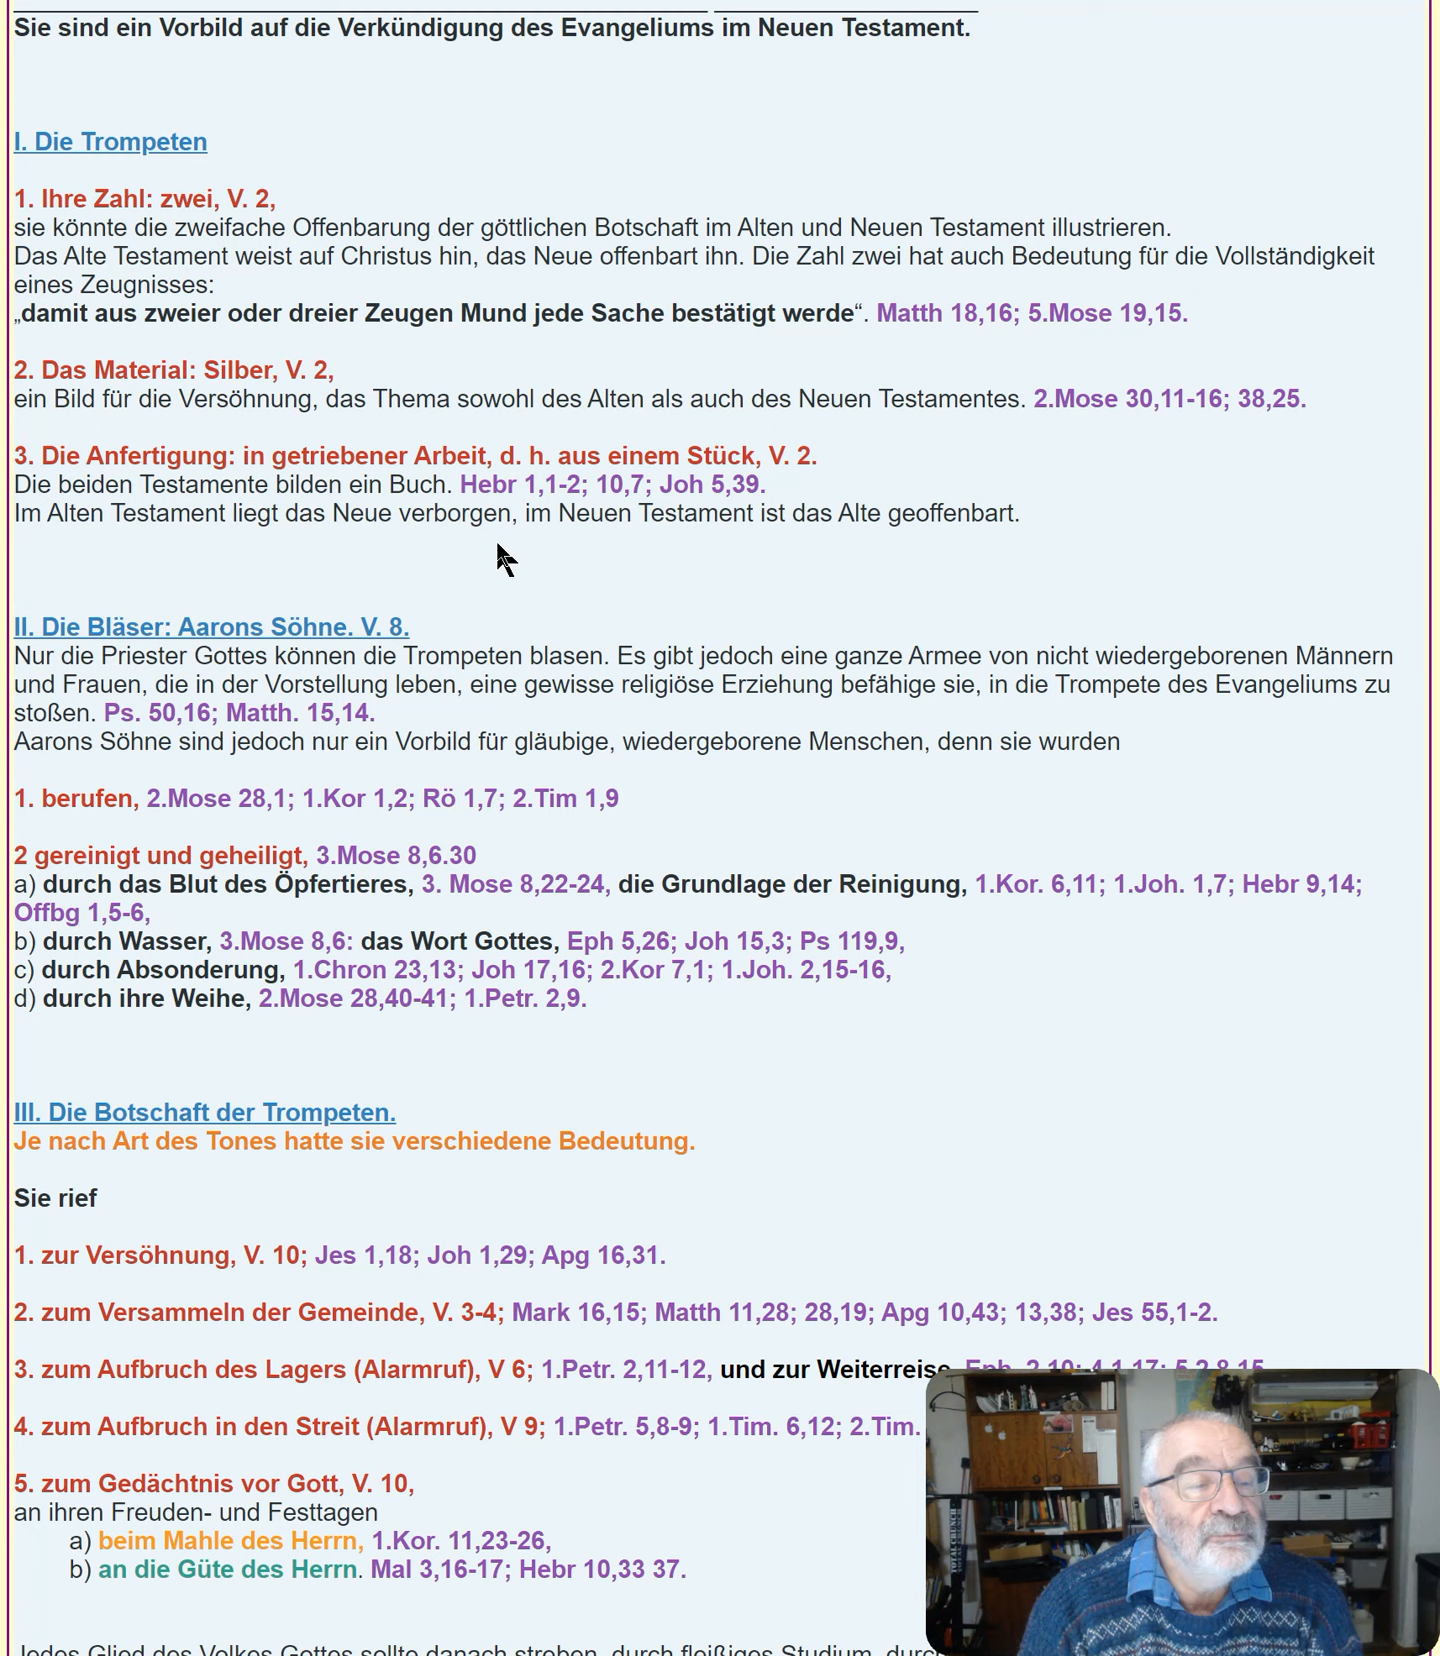 Sie sind ein Vorbild auf die Verkündigung des Evangeliums im Neuen Testament.
I. Die Trompeten
1. Ihre Zahl: zwei, V. 2,
sie könnte die zweifache Offenbarung der göttlichen Botschaft im Alten und Neuen Testament illustrieren.
Das Alte Testament weist auf Christus hin, das Neue offenbart ihn. Die Zahl zwei hat auch Bedeutung für die Vollständigkeit
eines Zeugnisses:
„damit aus zweier oder dreier Zeugen Mund jede Sache bestätigt werde“. Matth 18,16; 5.Mose 19,15.
2. Das Material: Silber, V. 2,
ein Bild für die Versöhnung, das Thema sowohl des Alten als auch des Neuen Testamentes. 2.Mose 30,11-16; 38,25.
3. Die Anfertigung: in getriebener Arbeit, d. h. aus einem Stück, V. 2.
Die beiden Testamente bilden ein Buch. Hebr 1,1-2; 10,7; Joh 5,39.
Im Alten Testament liegt das Neue verborgen, im Neuen Testament ist das Alte geoffenbart.
II. Die Bläser: Aarons Söhne. V. 8.
Nur die Priester Gottes können die Trompeten blasen. Es gibt jedoch eine ganze Armee von nicht wiedergeborenen Männern
und Frauen, die in der Vorstellung leben, eine gewisse religiöse Erziehung befähige sie, in die Trompete des Evangeliums zu
stoßen. Ps. 50,16; Matth. 15,14.
Aarons Söhne sind jedoch nur ein Vorbild für gläubige, wiedergeborene Menschen, denn sie wurden
1. berufen, 2.Mose 28,1; 1.Kor 1,2; Rö 1,7; 2.Tim 1,9
2 gereinigt und geheiligt, 3.Mose 8,6.30
a) durch das Blut des Öpfertieres, 3. Mose 8,22-24, die Grundlage der Reinigung, 1.Kor. 6,11; 1.Joh. 1,7; Hebr 9,14;
Offbg 1,5-6,
b) durch Wasser, 3.Mose 8,6: das Wort Gottes, Eph 5,26; Joh 15,3; Ps 119,9,
c) durch Absonderung, 1.Chron 23,13; Joh 17,16; 2.Kor 7,1; 1.Joh. 2,15-16,
d) durch ihre Weihe, 2.Mose 28,40-41; 1.Petr. 2,9.
III. Die Botschaft der Trompeten.
Je nach Art des Tones hatte sie verschiedene Bedeutung.
Sie rief
1. zur Versöhnung, V. 10; Jes 1,18; Joh 1,29; Apg 16,31.
2. zum Versammeln der Gemeinde, V. 3-4; Mark 16,15; Matth 11,28; 28,19; Apg 10,43; 13,38; Jes 55,1-2.
3. zum Aufbruch des Lagers (Alarmruf), V 6; 1.Petr. 2,11-12, und zur Weiterreise, Eph. 2,10; 4,1.17; 5,2.8.15
4. zum Aufbruch in den Streit (Alarmruf), V 9; 1.Petr. 5,8-9; 1.Tim. 6,12; 2.Tim.
5. zum Gedächtnis vor Gott, V. 10,
an ihren Freuden- und Festtagen
a) beim Mahle des Herrn, 1.Kor. 11,23-26,
b) an die Güte des Herrn. Mal 3,16-17; Hebr 10,33 37.
Jedes Glied des Volkes Gottes sollte danach streben, durch fleißiges Studium,